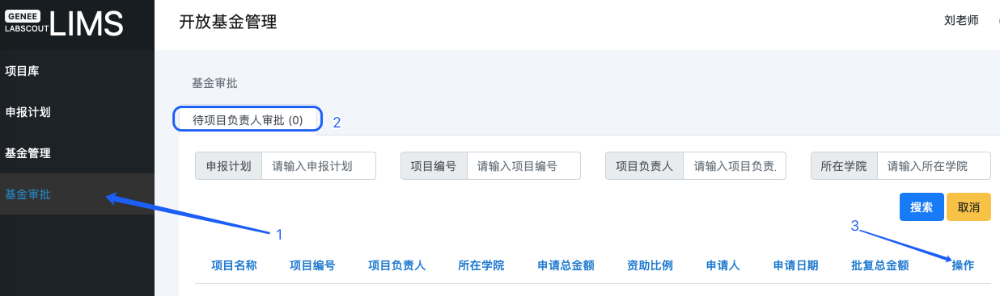 GENEE
LABSCOUT LIMS
开放基金管理
刘老师
项目库
申报计划
基金管理
基金审批
基金审批
待项目负责人审批 (0)
2
申报计划 请输入申报计划 项目编号 请输入项目编号 项目负责人 请输入项目负责 所在学院 请输入所在学院
搜索 取消
1
3
项目名称 项目编号 项目负责人 所在学院 申请总金额 资助比例 申请人 申请日期 批复总金额 操作